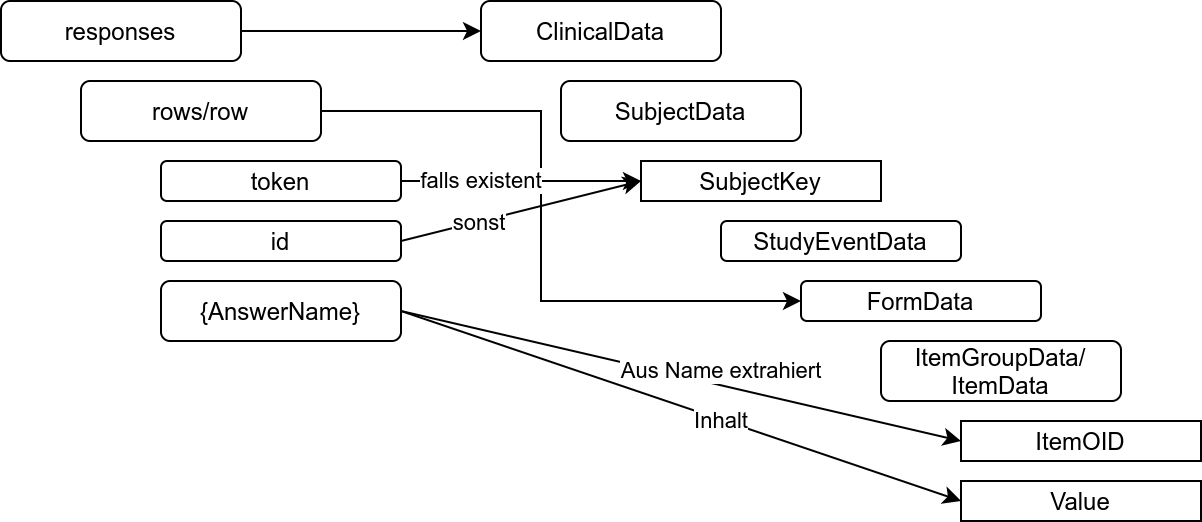 responses
ClinicalData
rows/row
SubjectData
token
falls existent
SubjectKey
id
sonst
StudyEventData
{AnswerName}
FormData
ItemGroupData/
ItemData
Aus Name extrahiert
Inhalt
ItemOID
Value